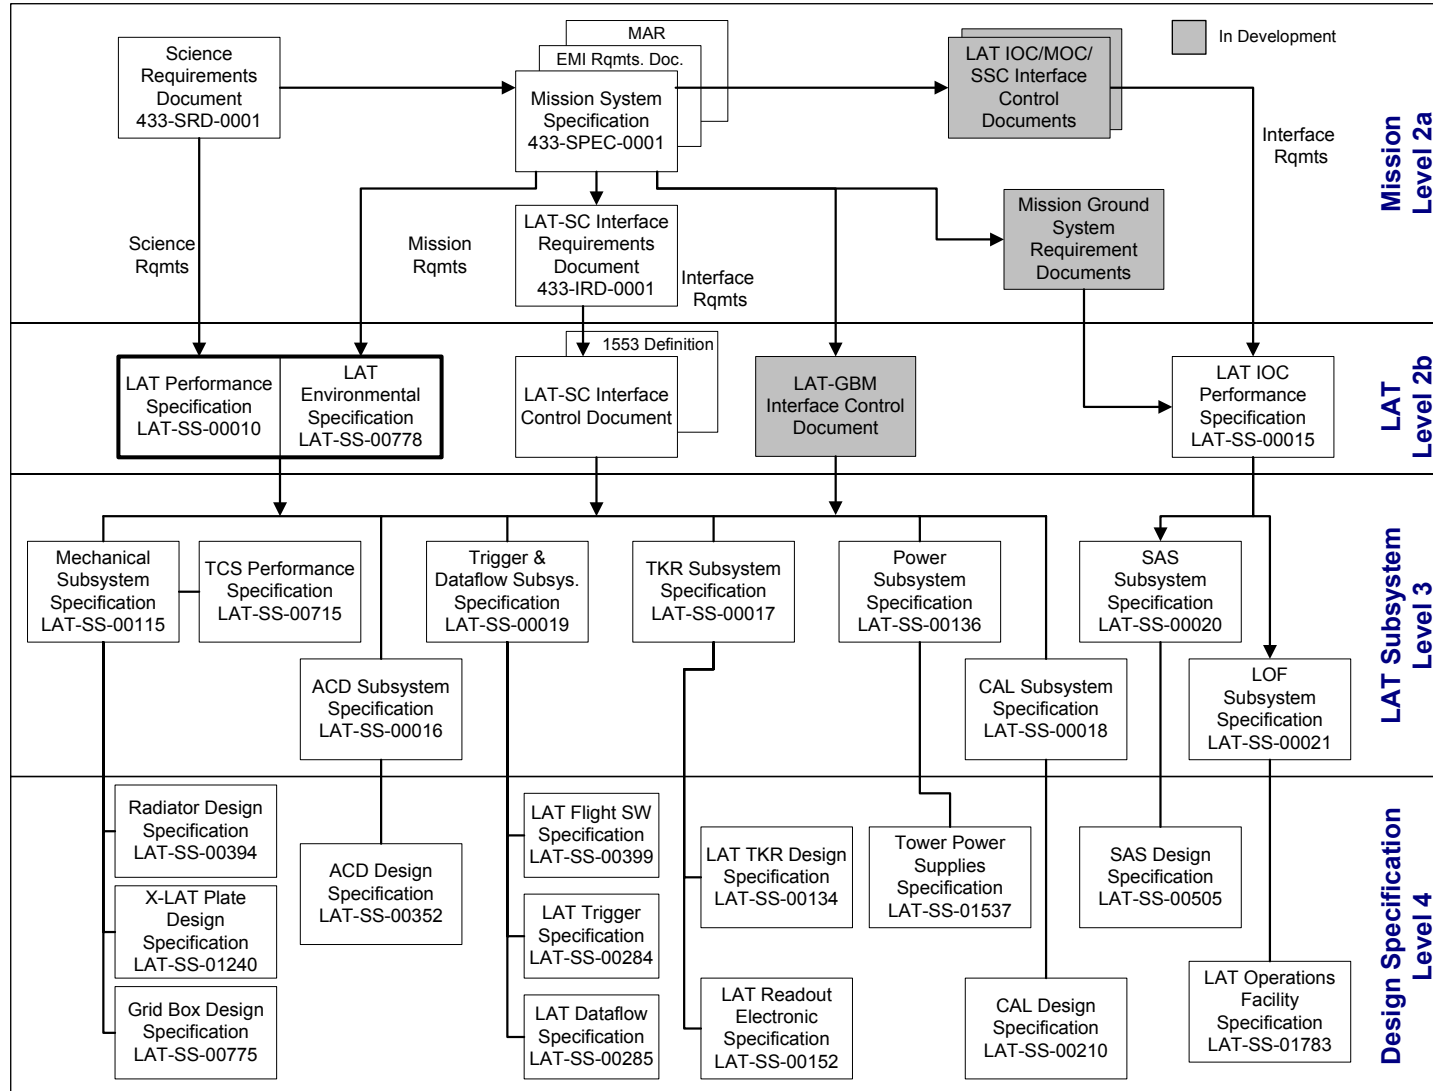 MAR
EMI Rqmts. Doc.
Science
Requirements
Document
433-SRD-0001
Mission System
Specification
433-SPEC-0001
LAT IOC/MOC/
SSC Interface
Control
Documents
In Development
Interface
Rqmts
Mission
Level 2a
Science
Rqmts
Mission
Rqmts
LAT-SC Interface
Requirements
Document
433-IRD-0001
Interface
Rqmts
Mission Ground
System
Requirement
Documents
LAT Performance
Specification
LAT-SS-00010
LAT
Environmental
Specification
LAT-SS-00778
1553 Definition
LAT-SC Interface
Control Document
LAT-GBM
Interface Control
Document
LAT IOC
Performance
Specification
LAT-SS-00015
LAT
Level 2b
Mechanical
Subsystem
Specification
LAT-SS-00115
TCS Performance
Specification
LAT-SS-00715
Trigger &
Dataflow Subsys.
Specification
LAT-SS-00019
TKR Subsystem
Specification
LAT-SS-00017
Power
Subsystem
Specification
LAT-SS-00136
SAS
Subsystem
Specification
LAT-SS-00020
ACD Subsystem
Specification
LAT-SS-00016
CAL Subsystem
Specification
LAT-SS-00018
LOF
Subsystem
Specification
LAT-SS-00021
LAT Subsystem
Level 3
Radiator Design
Specification
LAT-SS-00394
X-LAT Plate
Design
Specification
LAT-SS-01240
Grid Box Design
Specification
LAT-SS-00775
ACD Design
Specification
LAT-SS-00352
LAT Flight SW
Specification
LAT-SS-00399
LAT Trigger
Specification
LAT-SS-00284
LAT Dataflow
Specification
LAT-SS-00285
LAT TKR Design
Specification
LAT-SS-00134
LAT Readout
Electronic
Specification
LAT-SS-00152
Tower Power
Supplies
Specification
LAT-SS-01537
CAL Design
Specification
LAT-SS-00210
SAS Design
Specification
LAT-SS-00505
LAT Operations
Facility
Specification
LAT-SS-01783
Design Specification
Level 4